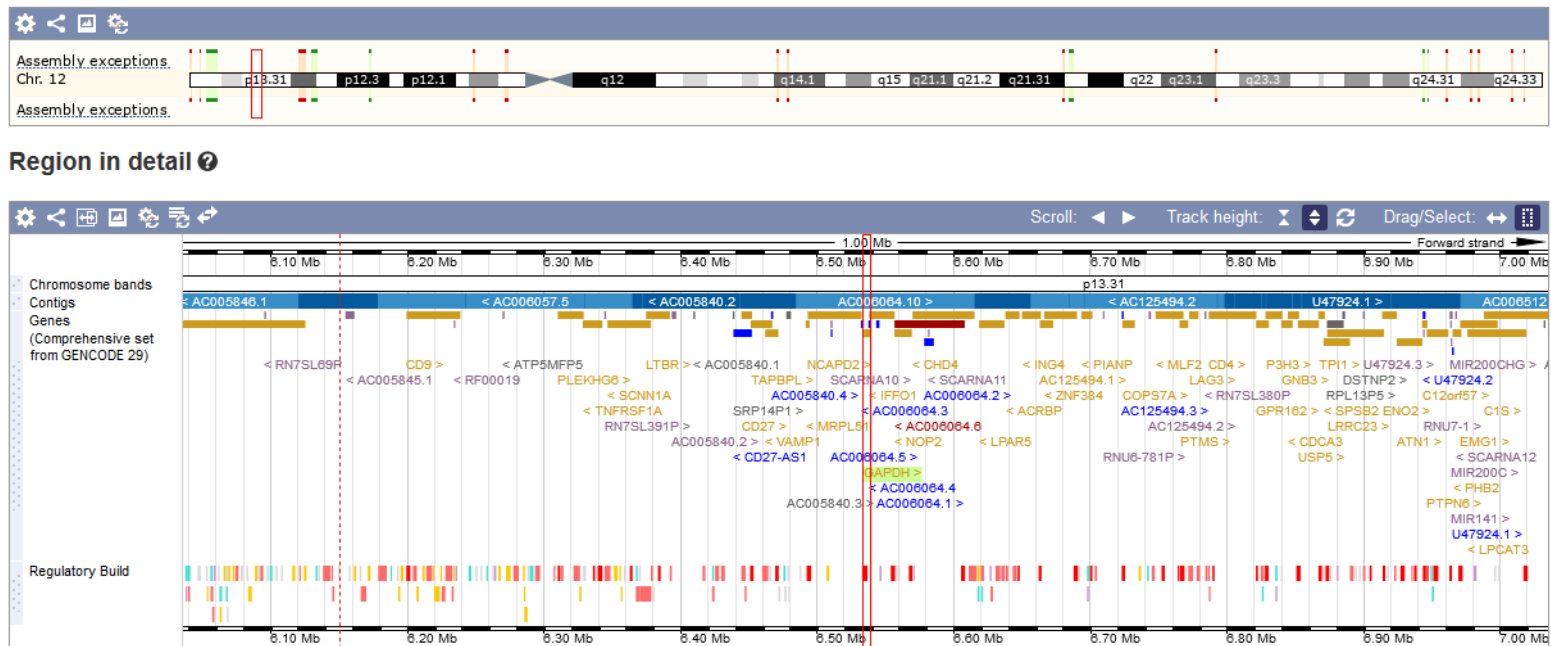 Assembly exceptions
Chr. 12
p13.31 p12.3 p12.1 q12 q14.1 q15 q21.1 q21.2 q21.31 q22 q23.1 q23.3 q24.31 q24.33
Assembly exceptions
Region in detail
Scroll: Track height: Drag/Select:
1.00 Mb Forward strand
6.10 Mb 6.20 Mb 6.30 Mb 6.40 Mb 6.50 Mb 6.60 Mb 6.70 Mb 6.80 Mb 6.90 Mb 7.00 Mb
Chromosome bands p13.31
Contigs < AC005846.1 < AC006057.5 < AC005840.2 AC006064.10 > < AC125494.2 U47924.1 > AC006512
Genes
(Comprehensive set
from GENCODE 29)
< RN7SL69P CD9 > < ATP5MFP5 LTBR > < AC005840.1 NCAPD2 > < CHD4 < ING4 < PIANP < MLF2 CD4 > P3H3 > TPI1 > U47924.3 > MIR200CHG >
< AC005845.1 < RF00019 PLEKHG6 > TAPBPL > SCARNA10 > < SCARNA11 AC125494.1 > LAG3 > GNB3 > DSTNP2 > < U47924.2
< SCNN1A AC005840.4 > < IFFO1 AC006064.2 > < ZNF384 COPS7A > < RN7SL380P RPL13P5 > C12orf57 >
< TNFRSF1A SRP14P1 > < AC006064.3 < ACRBP AC125494.3 > GPR162 > < SPSB2 ENO2 > C1S >
RN7SL391P > CD27 > < MRPL51 < AC006064.6 AC125494.2 > LRRC23 > RNU7-1 >
AC005840.2 > < VAMP1 < NOP2 < LPAR5 PTMS > < CDCA3 ATN1 > EMG1 >
< CD27-AS1 AC006064.5 > RNU6-781P > USP5 > < SCARNA12
GAPDH > MIR200C >
< AC006064.4 < PHB2
AC005840.3 > AC006064.1 > PTPN6 >
MIR141 >
U47924.1 >
< LPCAT3
Regulatory Build
6.10 Mb 6.20 Mb 6.30 Mb 6.40 Mb 6.50 Mb 6.60 Mb 6.70 Mb 6.80 Mb 6.90 Mb 7.00 Mb